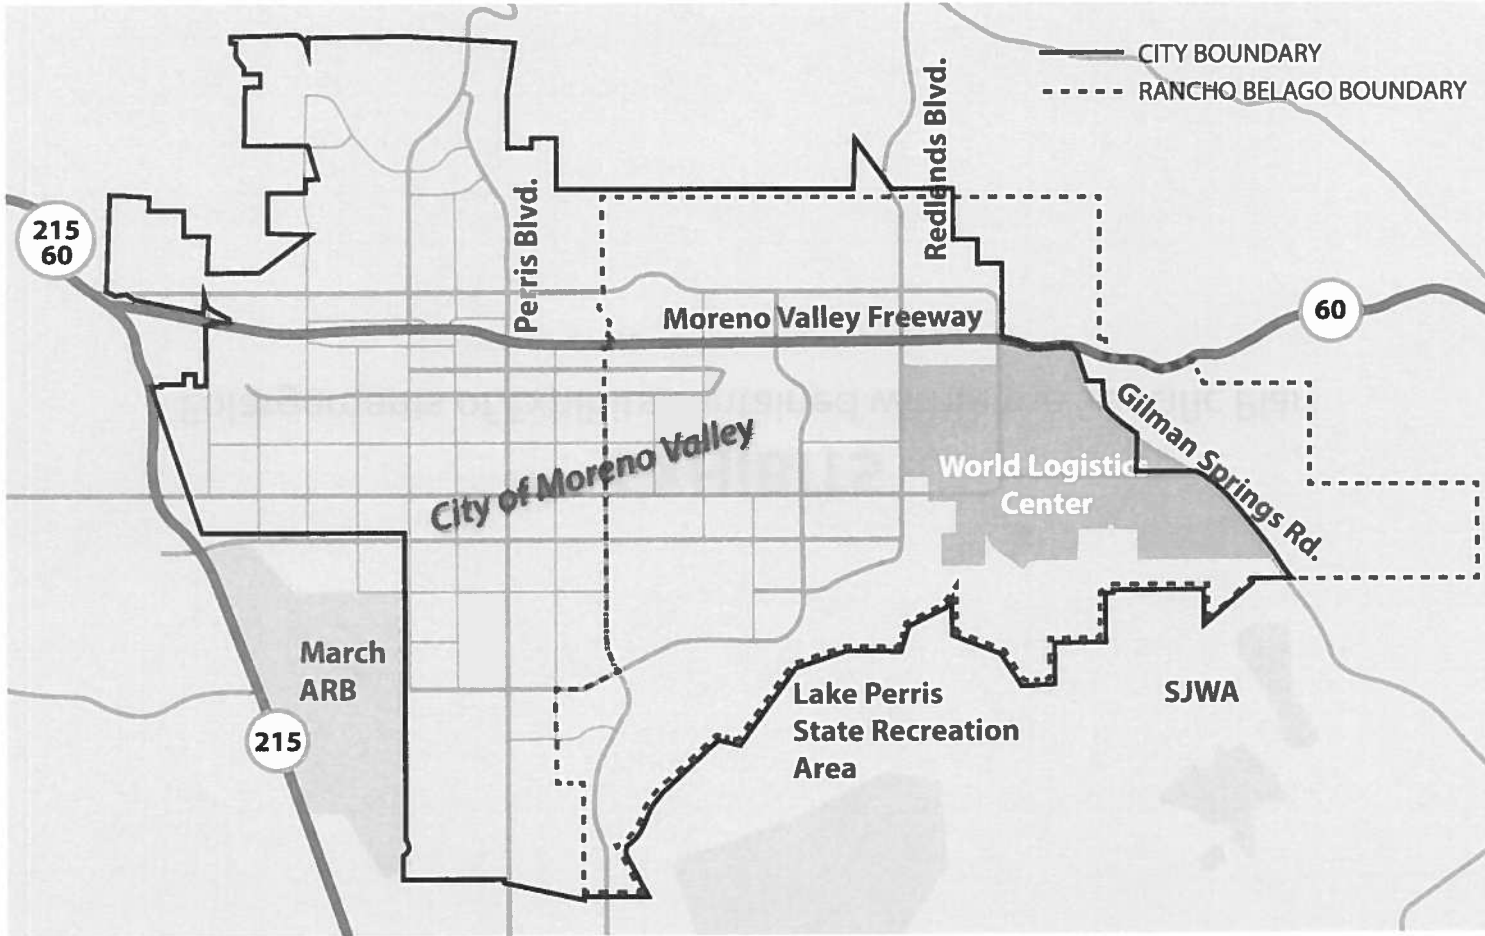 CITY BOUNDARY
RANCHO BELAGO BOUNDARY
Redlands Blvd.
Perris Blvd.
215
60
Moreno Valley Freeway
60
Gilman Springs Rd.
City of Moreno Valley
World Logistic
Center
March
ARB
215
Lake Perris
State Recreation
Area
SJWA